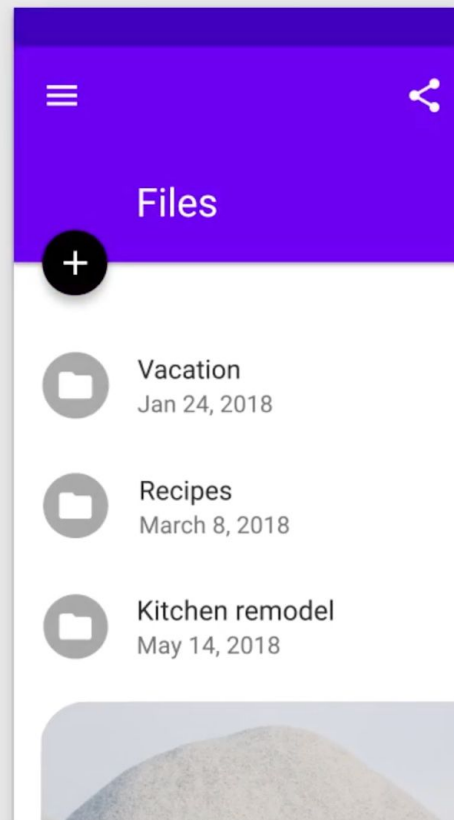 Files
Vacation
Jan 24, 2018
Recipes
March 8, 2018
Kitchen remodel
May 14, 2018